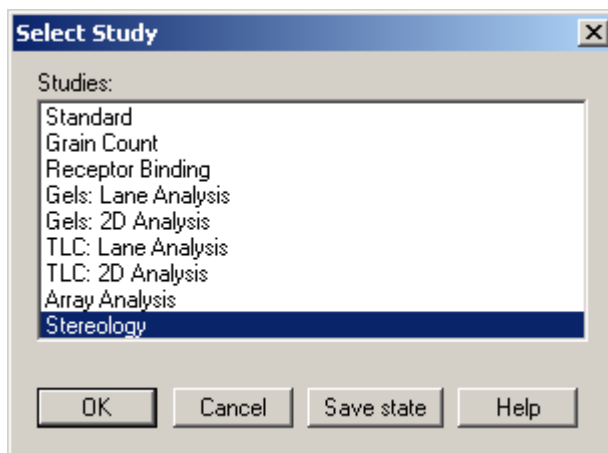 Select Study
Studies:
Standard
Grain Count
Receptor Binding
Gels: Lane Analysis
Gels: 2D Analysis
TLC: Lane Analysis
TLC: 2D Analysis
Array Analysis
Stereology
OK Cancel Save state Help